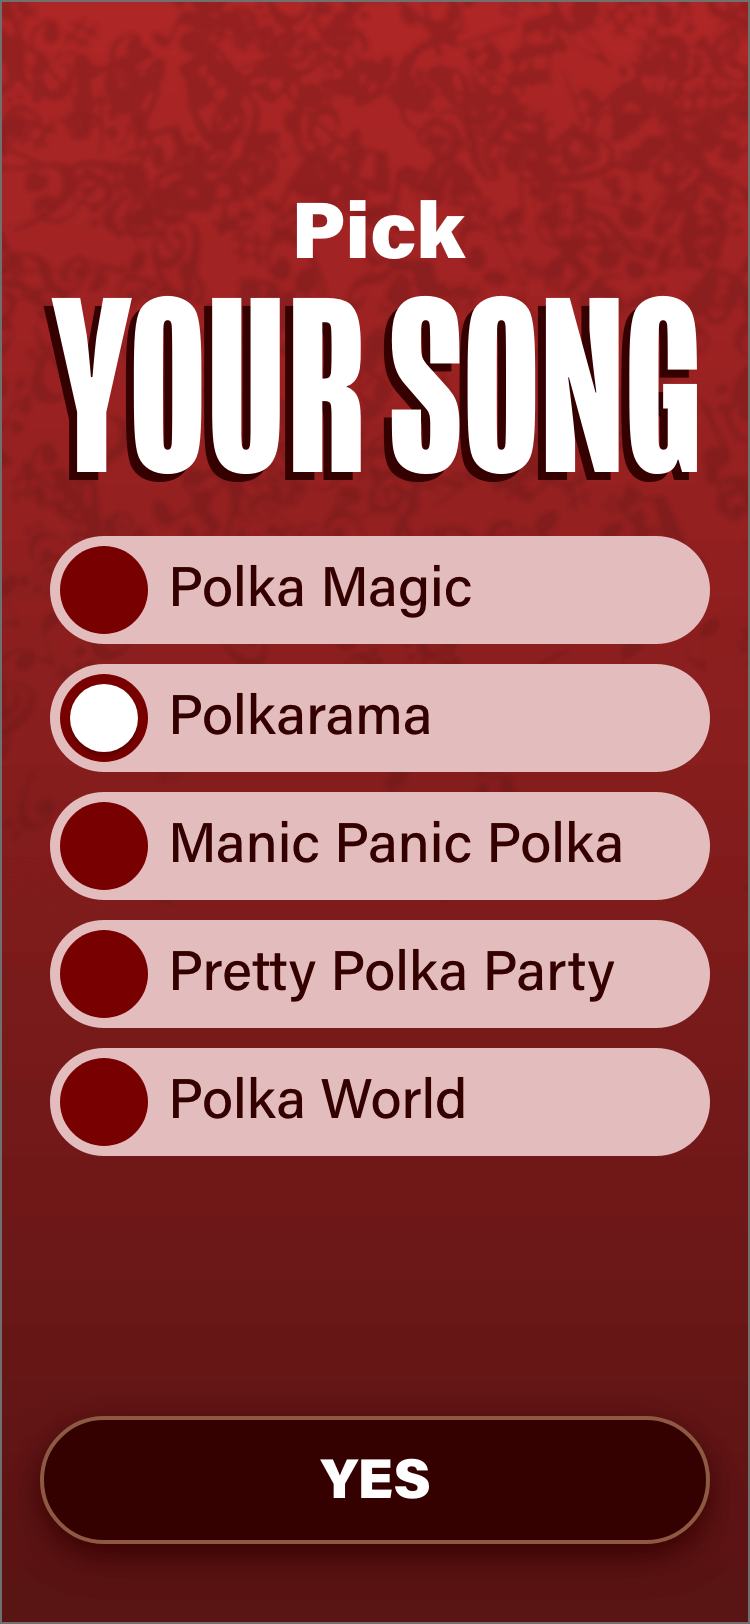 Pick
YOUR SONG
Polka Magic
Polkarama
Manic Panic Polka
Pretty Polka Party
Polka World
YES